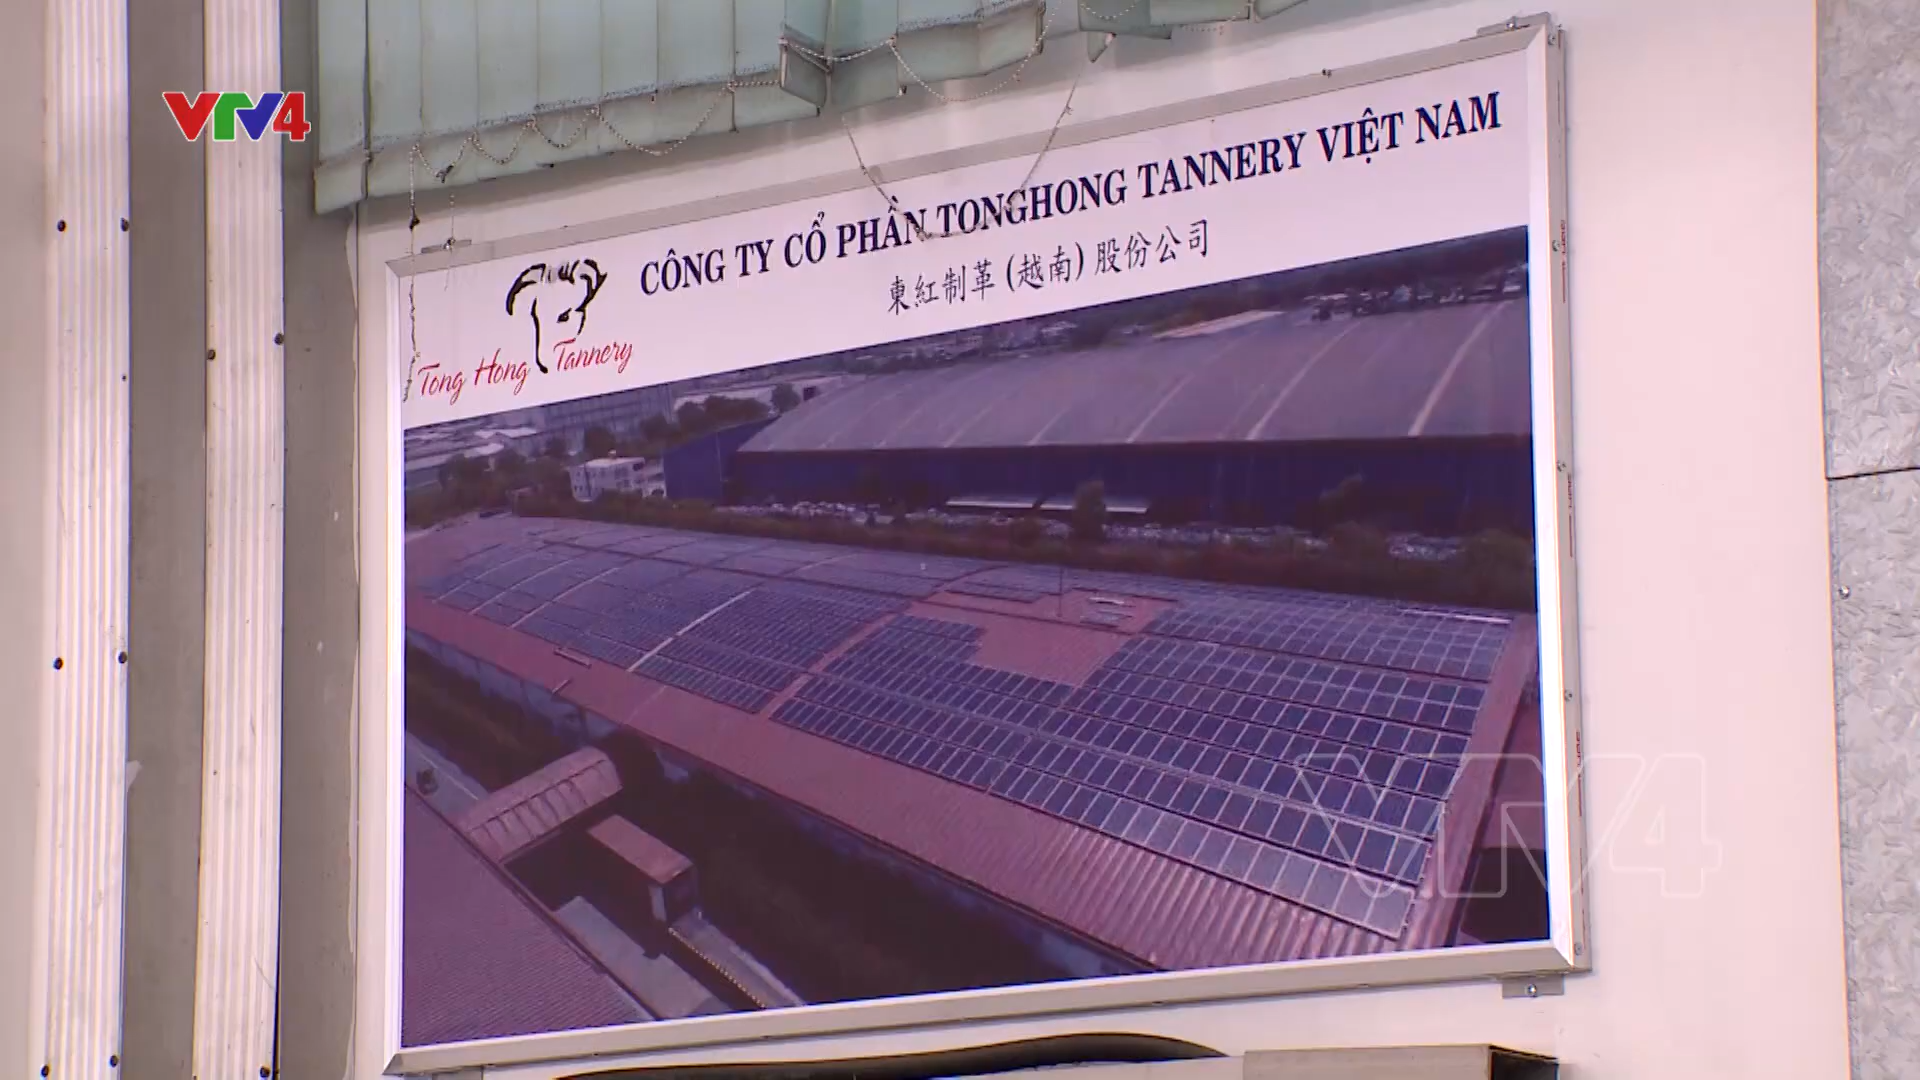 VTV4
CÔNG TY CỔ PHẦN TONGHONG TANNERY VIỆT NAM
東紅制革(越南)股份公司
Tong Hong Tannery
VTV4